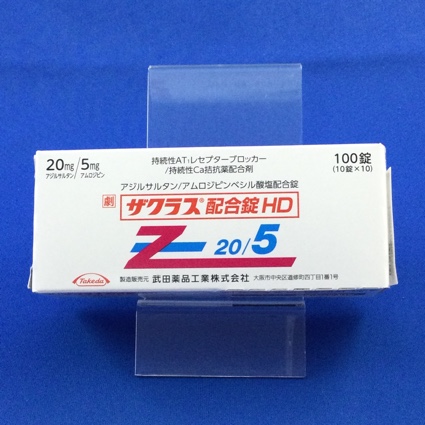 20mg/5mg
アジルサルタン/アムロジピン
持続性AT₁レセプターブロッカー
/持続性Ca拮抗薬配合剤
100錠
(10錠×10)
アジルサルタン/アムロジピンベシル酸塩配合錠
劇 ザクラス®配合錠HD
Z 20/5
Takeda
製造販売元 武田薬品工業株式会社 大阪市中央区道修町四丁目1番1号